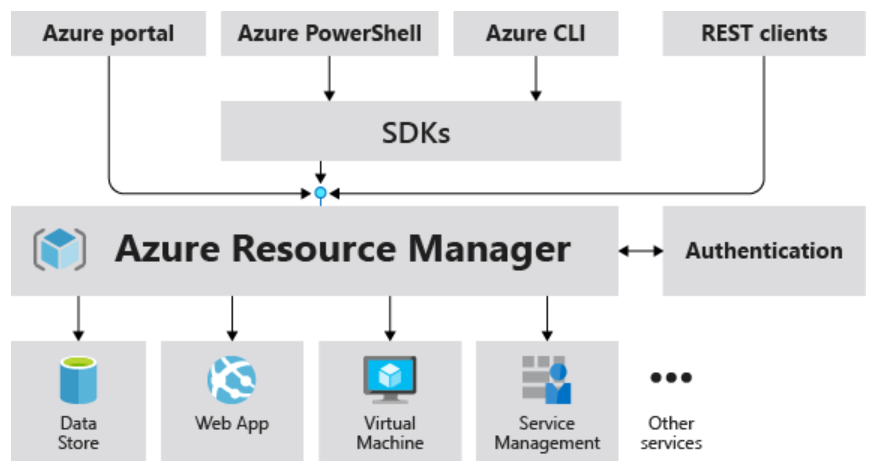 Azure portal
Azure PowerShell
Azure CLI
REST clients
SDKs
Azure Resource Manager
Authentication
Data
Store
Web App
Virtual
Machine
Service
Management
Other
services